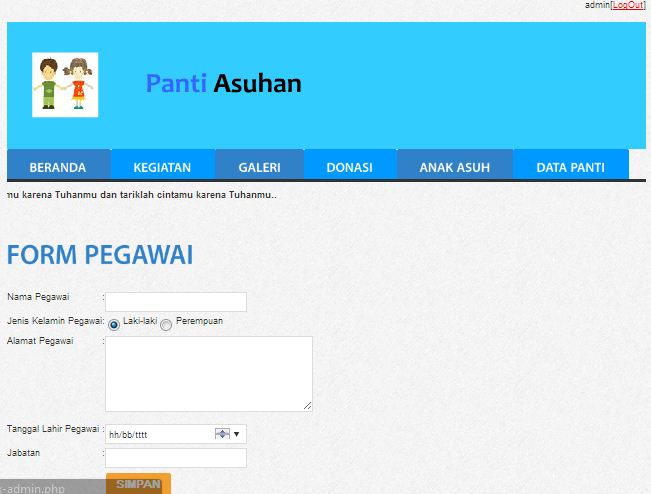 admin[LogOut]
Panti Asuhan
BERANDA KEGIATAN GALERI DONASI ANAK ASUH DATA PANTI
mu karena Tuhanmu dan tariklah cintamu karena Tuhanmu..
FORM PEGAWAI
Nama Pegawai :
Jenis Kelamin Pegawai: Laki-laki Perempuan
Alamat Pegawai :
Tanggal Lahir Pegawai : hh/bb/tttt
Jabatan :
SIMPAN
x-admin.php